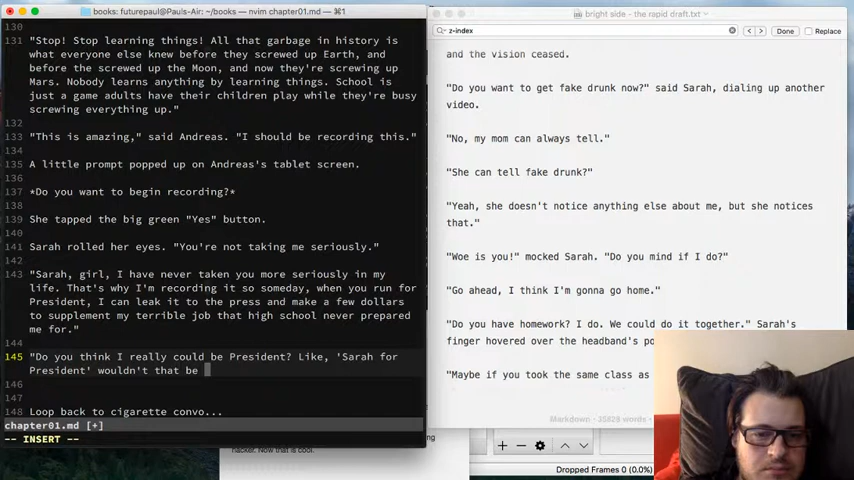 books: futurepaul@Pauls-Air: ~/books — nvim chapter01.md — ⌘1
130
131 "Stop! Stop learning things! All that garbage in history is
what everyone else knew before they screwed up Earth, and
before the screwed up the Moon, and now they're screwing up
Mars. Nobody learns anything by learning things. School is
just a game adults have their children play while they're busy
screwing everything up."
132
133 "This is amazing," said Andreas. "I should be recording this."
134
135 A little prompt popped up on Andreas's tablet screen.
136
137 *Do you want to begin recording?*
138
139 She tapped the big green "Yes" button.
140
141 Sarah rolled her eyes. "You're not taking me seriously."
142
143 "Sarah, girl, I have never taken you more seriously in my
life. That's why I'm recording it so someday, when you run for
President, I can leak it to the press and make a few dollars
to supplement my terrible job that high school never prepared
me for."
144
145 "Do you think I really could be President? Like, 'Sarah for
President' wouldn't that be
146
147
148 Loop back to cigarette convo...
chapter01.md [+]
-- INSERT --
bright side — the rapid draft.txt
z-index
Done
Replace
and the vision ceased.
"Do you want to get fake drunk now?" said Sarah, dialing up another
video.
"No, my mom can always tell."
"She can tell fake drunk?"
"Yeah, she doesn't notice anything else about me, but she notices
that."
"Woe is you!" mocked Sarah. "Do you mind if I do?"
"Go ahead, I think I'm gonna go home."
"Do you have homework? I do. We could do it together." Sarah's
finger hovered over the headband's po
"Maybe if you took the same class as
Markdown 35829 words
hacker. Now that is cool.
Dropped Frames 0 (0.0%)